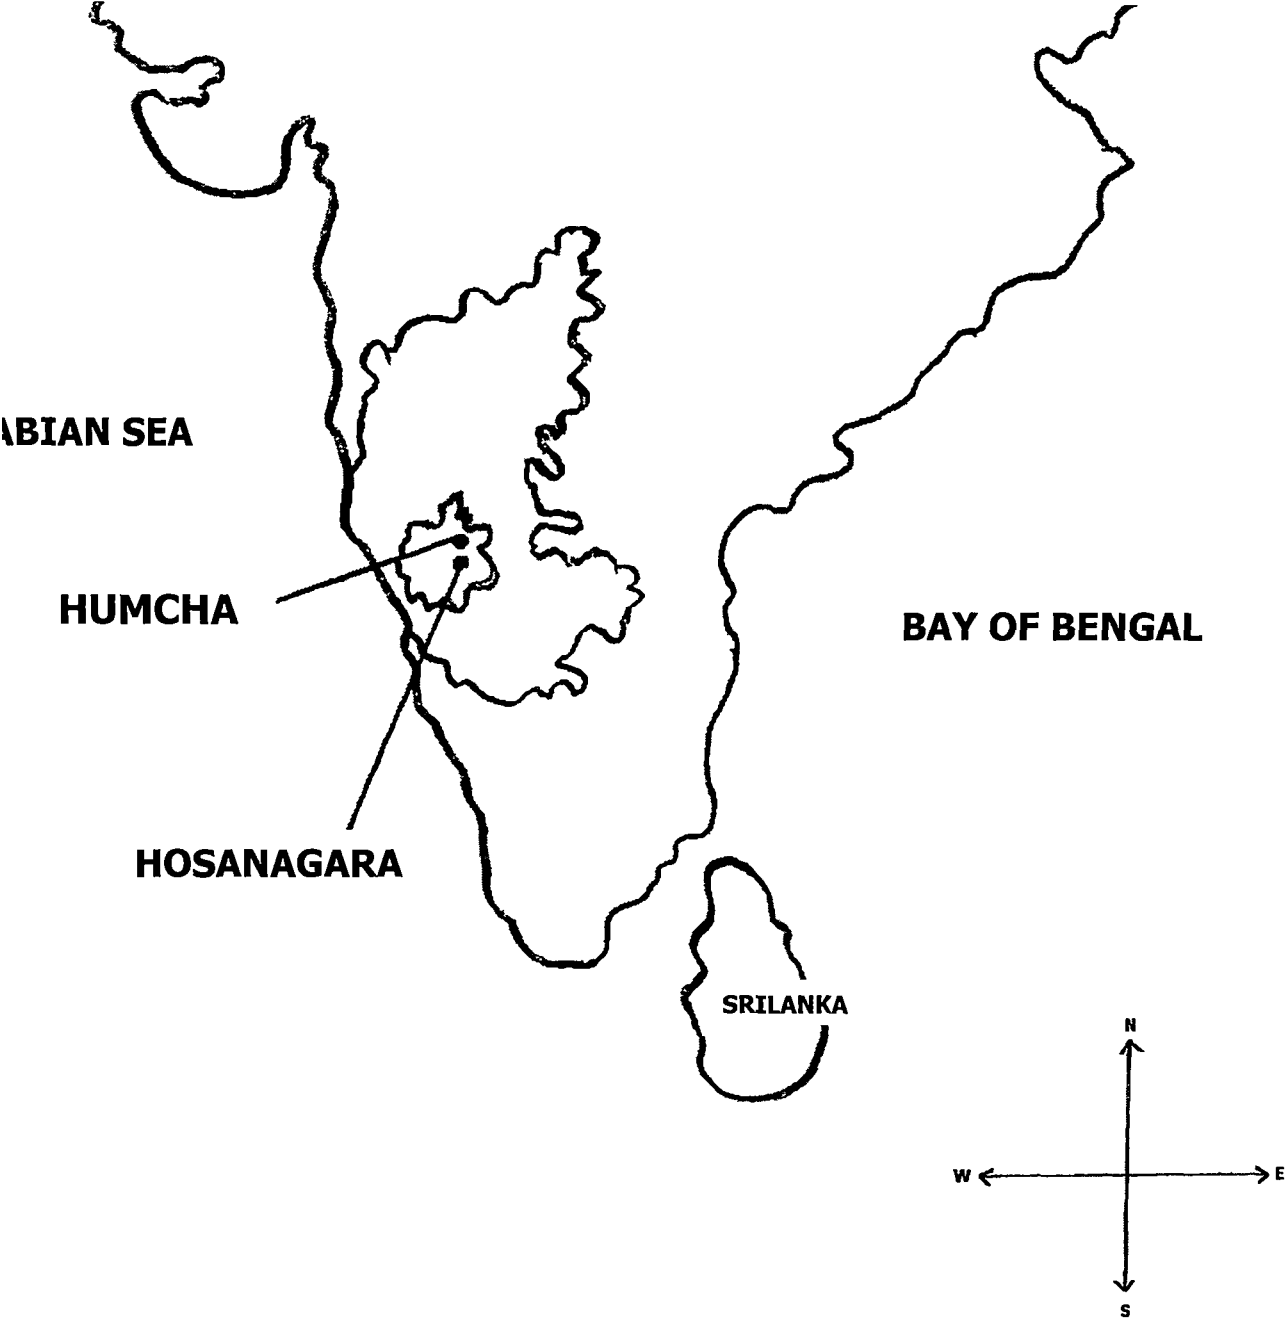 ABIAN SEA
HUMCHA
BAY OF BENGAL
HOSANAGARA
SRILANKA
N
W
E
S